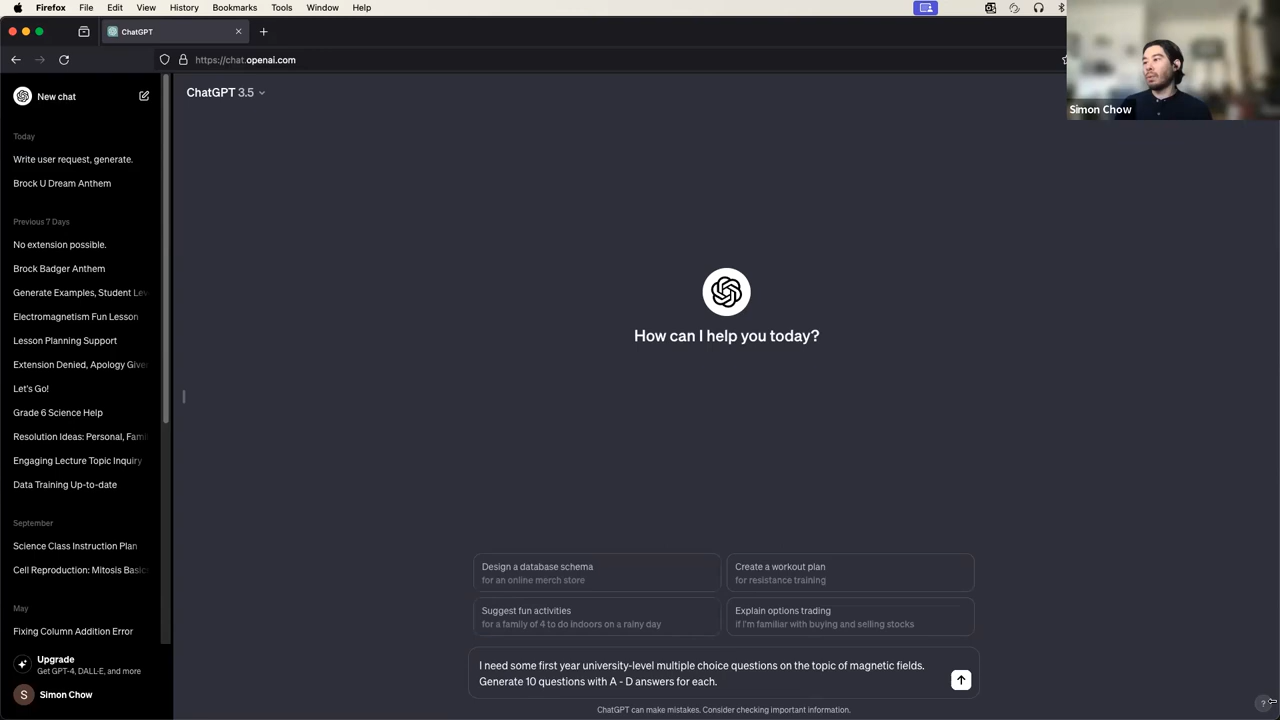 Firefox File Edit View History Bookmarks Tools Window Help
ChatGPT
https://chat.openai.com
New chat
ChatGPT 3.5
Simon Chow
Today
Write user request, generate.
Brock U Dream Anthem
Previous 7 Days
No extension possible.
Brock Badger Anthem
Generate Examples, Student Lev
Electromagnetism Fun Lesson
Lesson Planning Support
Extension Denied, Apology Give
Let's Go!
Grade 6 Science Help
Resolution Ideas: Personal, Fam
Engaging Lecture Topic Inquiry
Data Training Up-to-date
September
Science Class Instruction Plan
Cell Reproduction: Mitosis Basic
May
Fixing Column Addition Error
Upgrade
Get GPT-4, DALL·E, and more
S Simon Chow
How can I help you today?
Design a database schema
for an online merch store
Create a workout plan
for resistance training
Suggest fun activities
for a family of 4 to do indoors on a rainy day
Explain options trading
if I'm familiar with buying and selling stocks
I need some first year university-level multiple choice questions on the topic of magnetic fields.
Generate 10 questions with A - D answers for each.
ChatGPT can make mistakes. Consider checking important information.
?